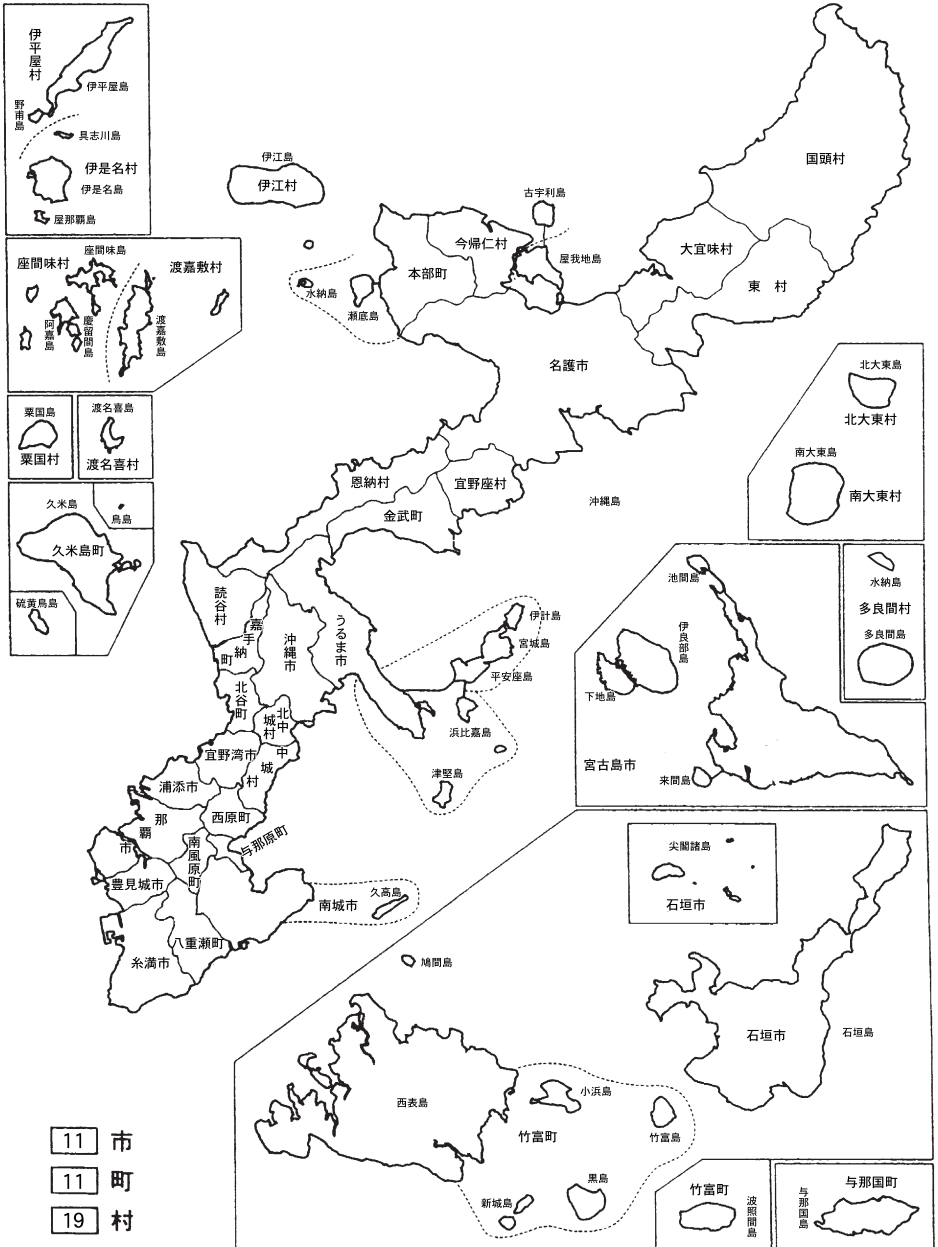 伊平屋村
伊平屋島
野甫島
具志川島
伊是名村
伊是名島
屋那覇島
伊江島
伊江村
古宇利島
国頭村
今帰仁村
本部町
屋我地島
大宜味村
東 村
水納島
瀬底島
名護市
座間味村
座間味島
渡嘉敷村
阿嘉島
慶留間島
渡嘉敷島
粟国島
粟国村
渡名喜島
渡名喜村
久米島
鳥島
久米島町
硫黄鳥島
北大東島
北大東村
南大東島
南大東村
恩納村
宜野座村
金武町
沖縄島
読谷村
嘉手納町
沖縄市
うるま市
伊計島
宮城島
平安座島
浜比嘉島
津堅島
北谷町
北中城村
宜野湾市
中城村
浦添市
西原町
那覇市
南風原町
与那原町
豊見城市
南城市
久高島
八重瀬町
糸満市
池間島
伊良部島
下地島
宮古島市
来間島
水納島
多良間村
多良間島
尖閣諸島
石垣市
鳩間島
石垣市
石垣島
西表島
小浜島
竹富町
竹富島
黒島
新城島
竹富町
波照間島
与那国町
与那国島
11 市
11 町
19 村